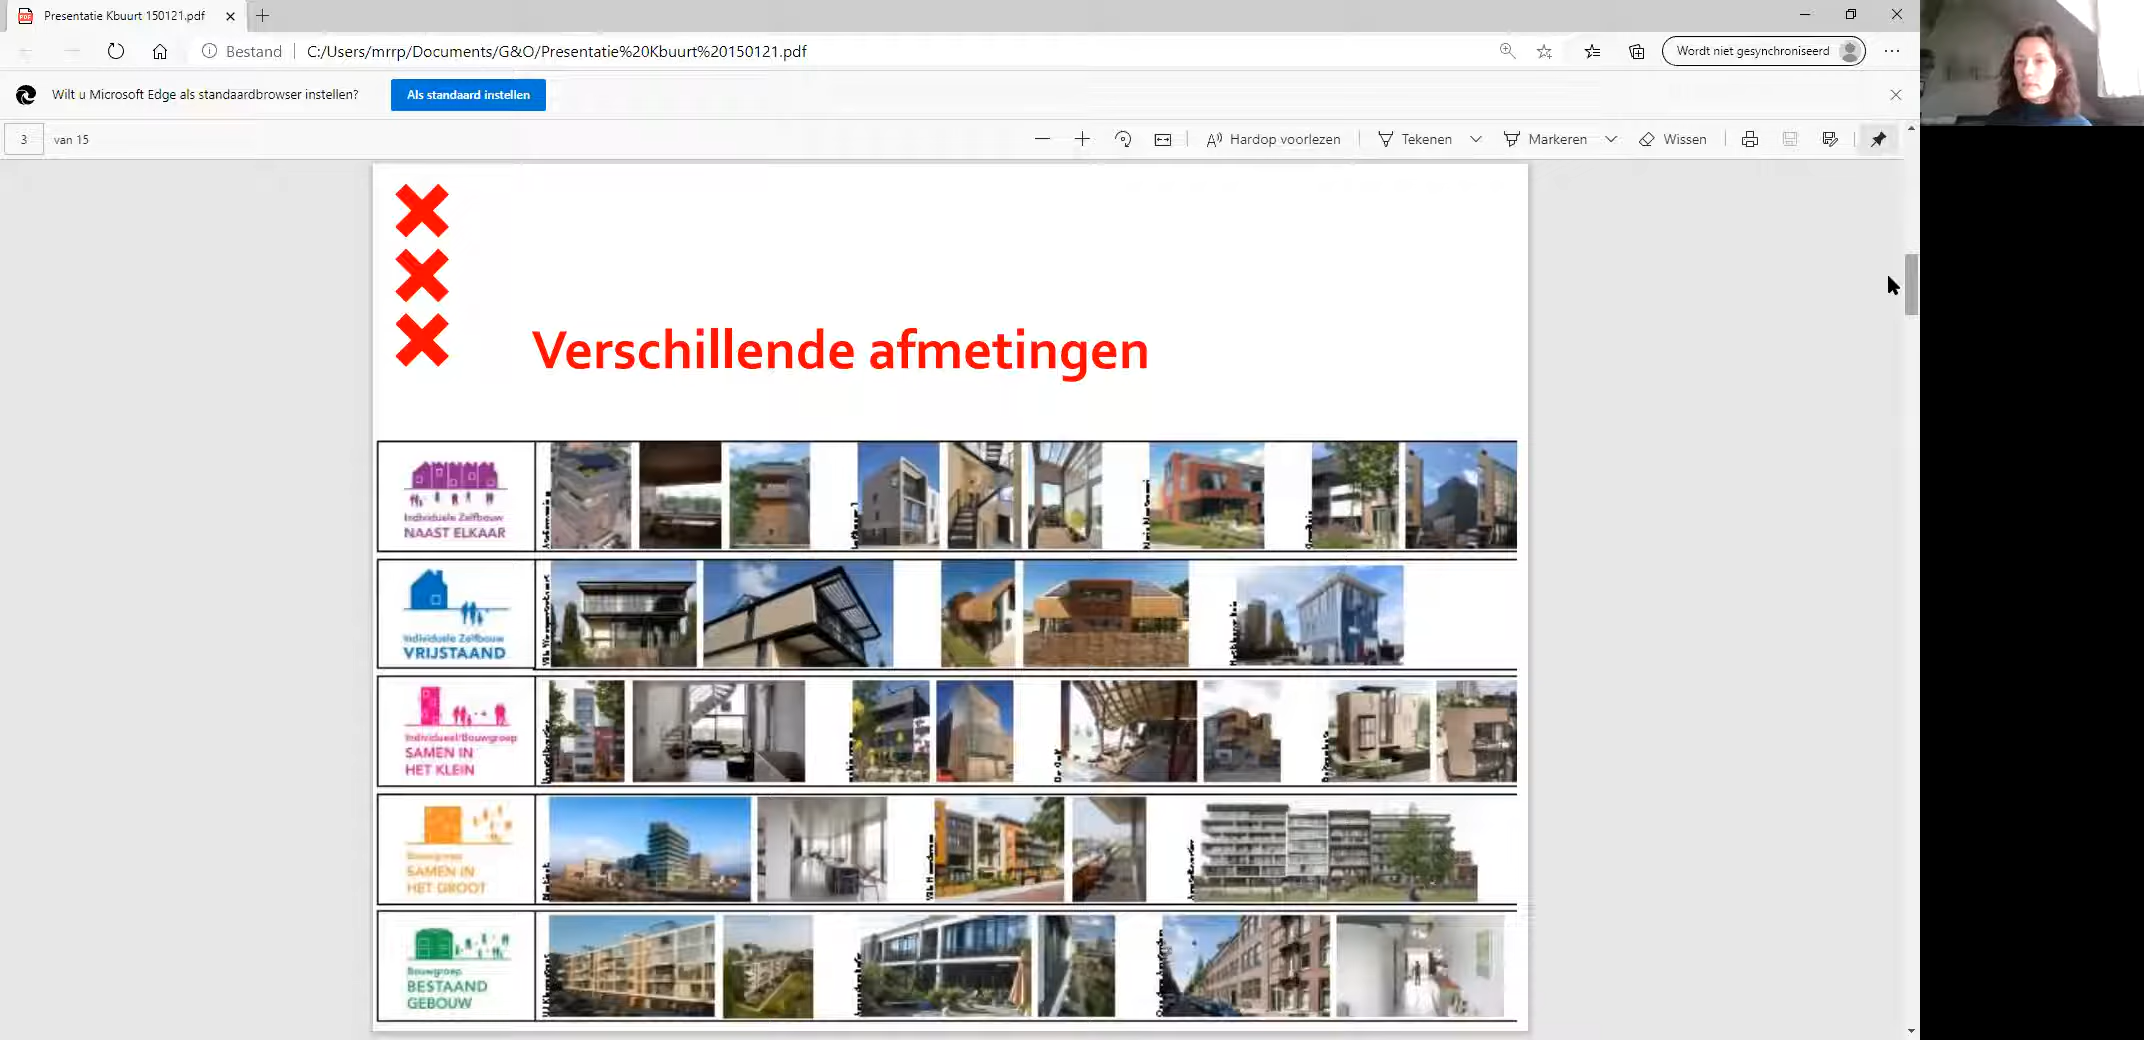 Presentatie Kbuurt 150121.pdf
Bestand
C:/Users/mrrp/Documents/G&O/Presentatie%20Kbuurt%20150121.pdf
Wordt niet gesynchroniseerd
Wilt u Microsoft Edge als standaardbrowser instellen?
Als standaard instellen
3 van 15
Hardop voorlezen
Tekenen
Markeren
Wissen
Verschillende afmetingen
Individuele Zelfbouw
NAAST ELKAAR
Individuele Zelfbouw
VRIJSTAAND
Individueel/Bouwgroep
SAMEN IN
HET KLEIN
Bouwgroep
SAMEN IN
HET GROOT
Bouwgroep
BESTAAND
GEBOUW